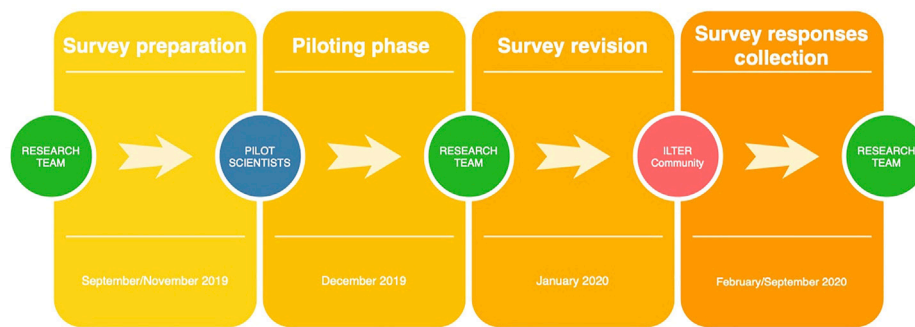 Survey preparation
Piloting phase
Survey revision
Survey responses
collection
RESEARCH
TEAM
PILOT
SCIENTISTS
RESEARCH
TEAM
ILTER
Community
RESEARCH
TEAM
September/November 2019
December 2019
January 2020
February/September 2020